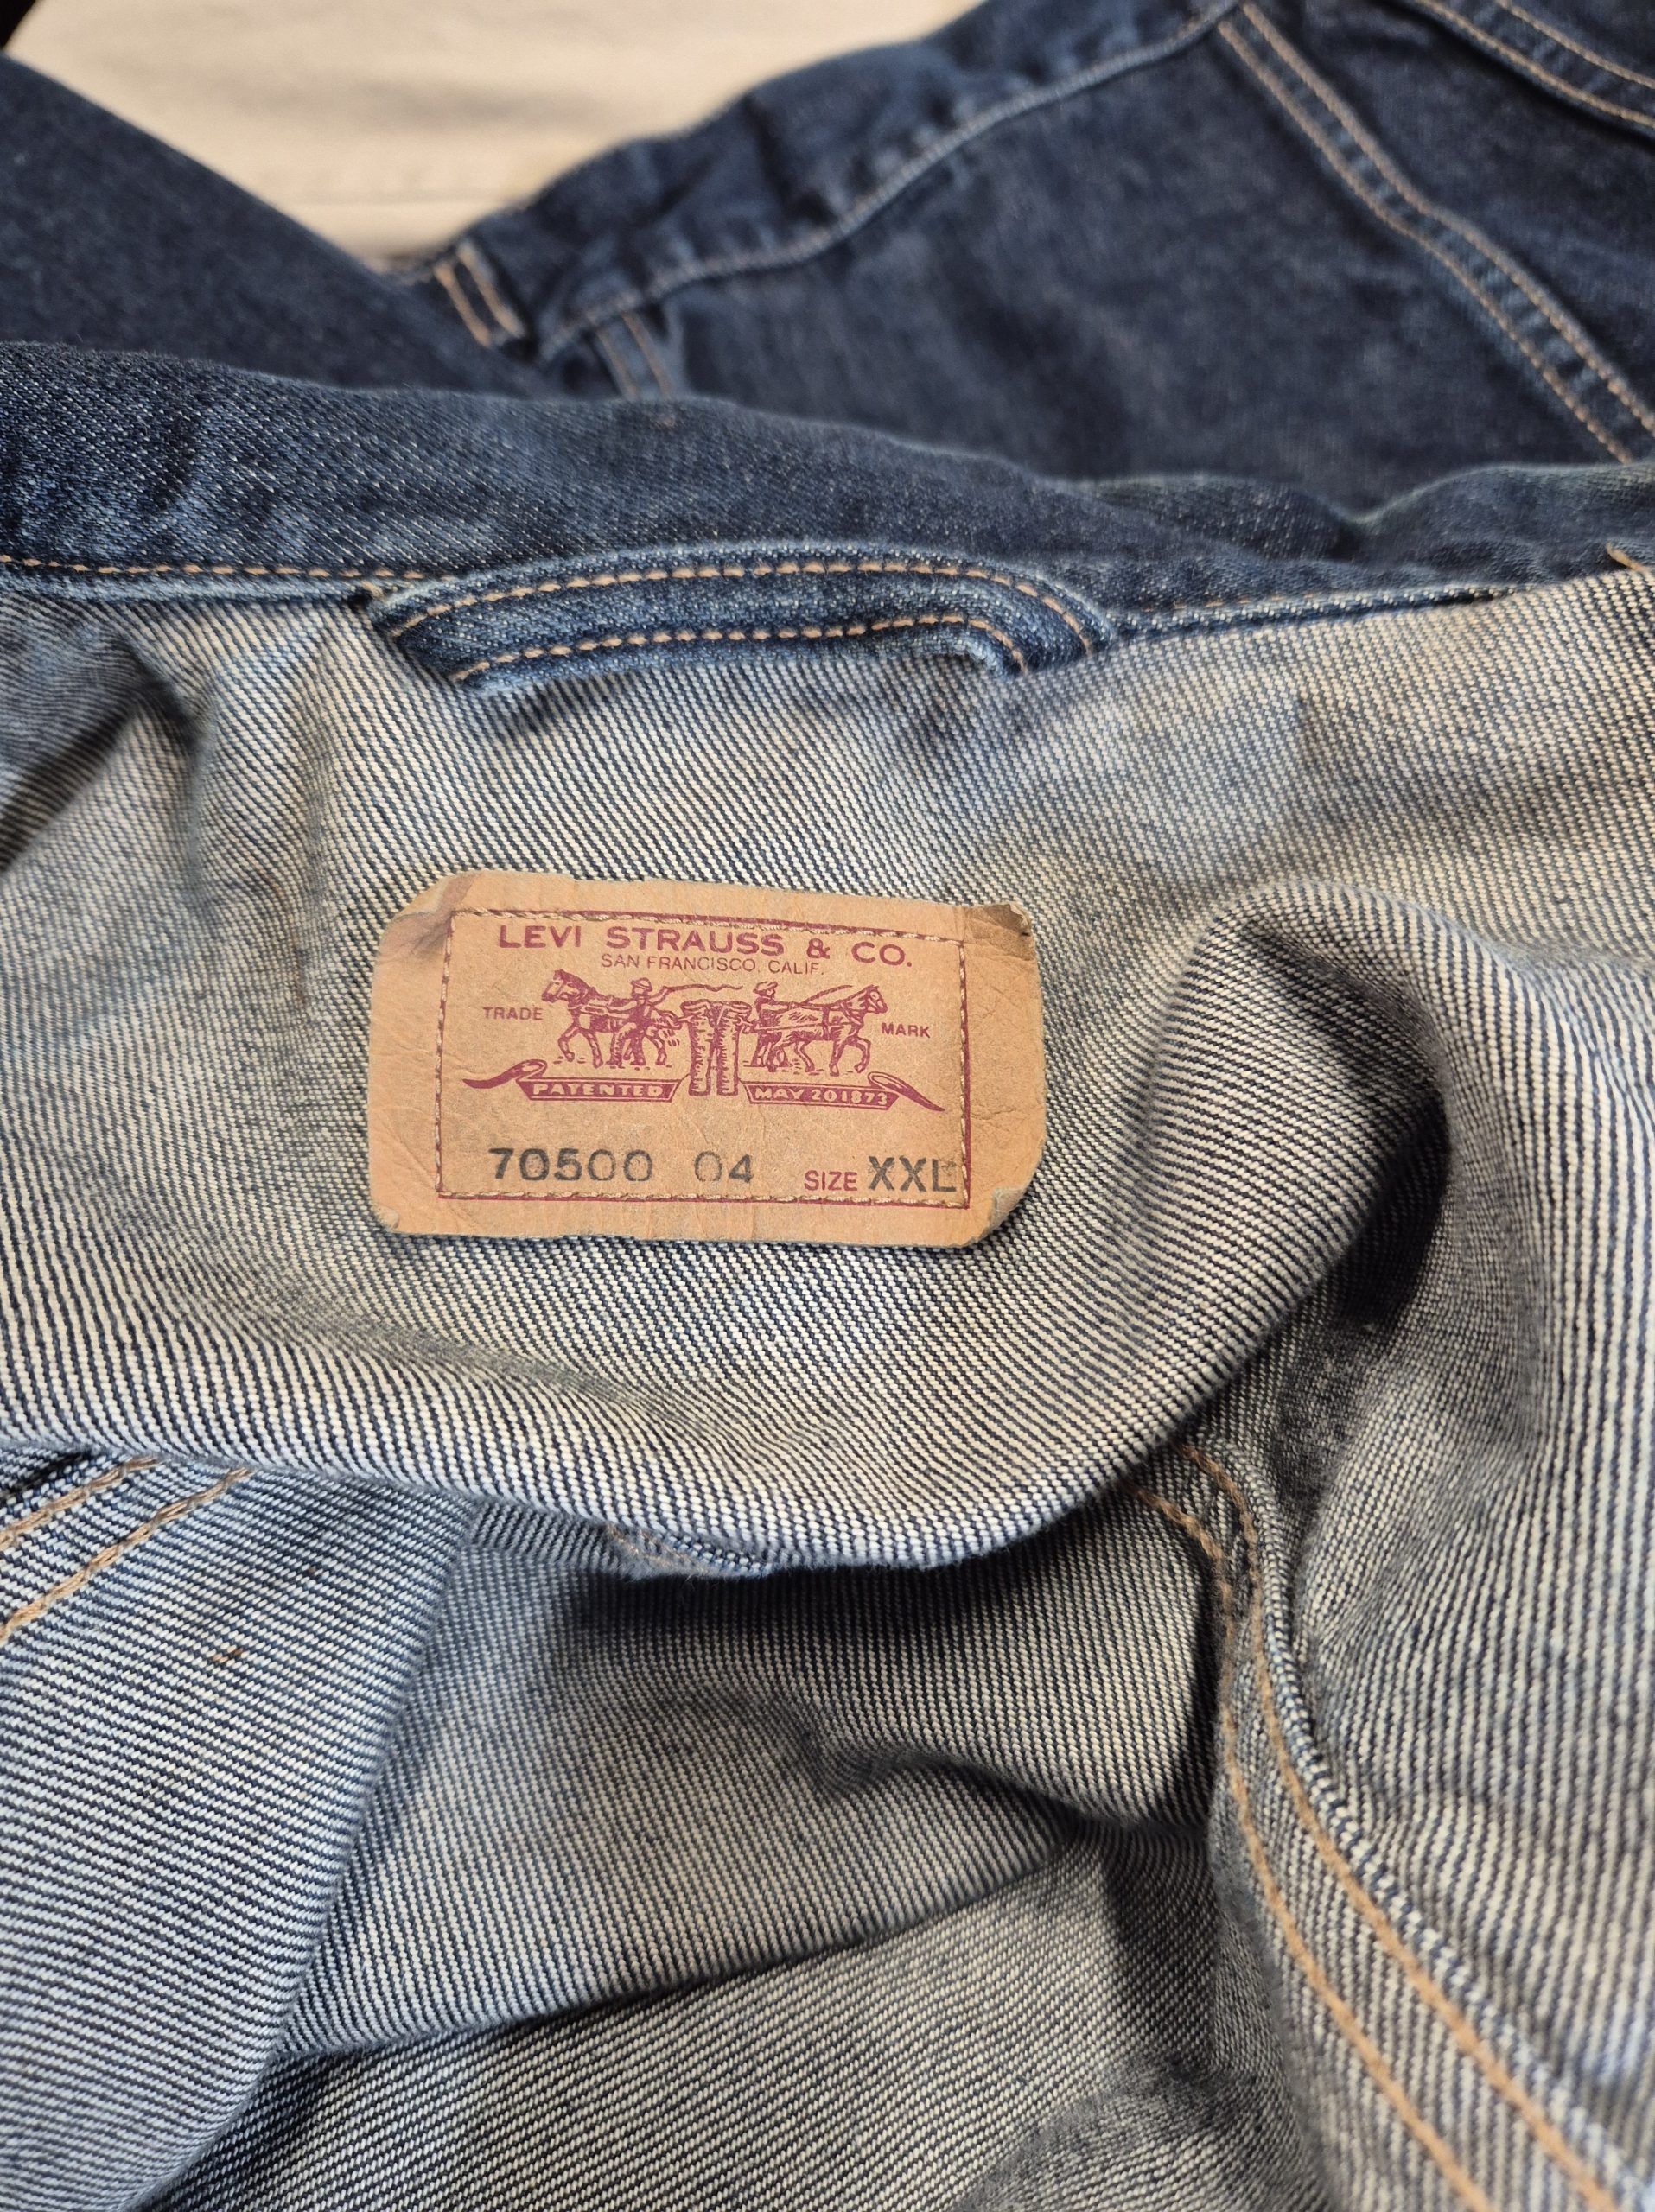 LEVI STRAUSS & CO.
SAN FRANCISCO, CALIF.
TRADE MARK
PATENTED MAY 20 1873
70500 04 SIZE XXL